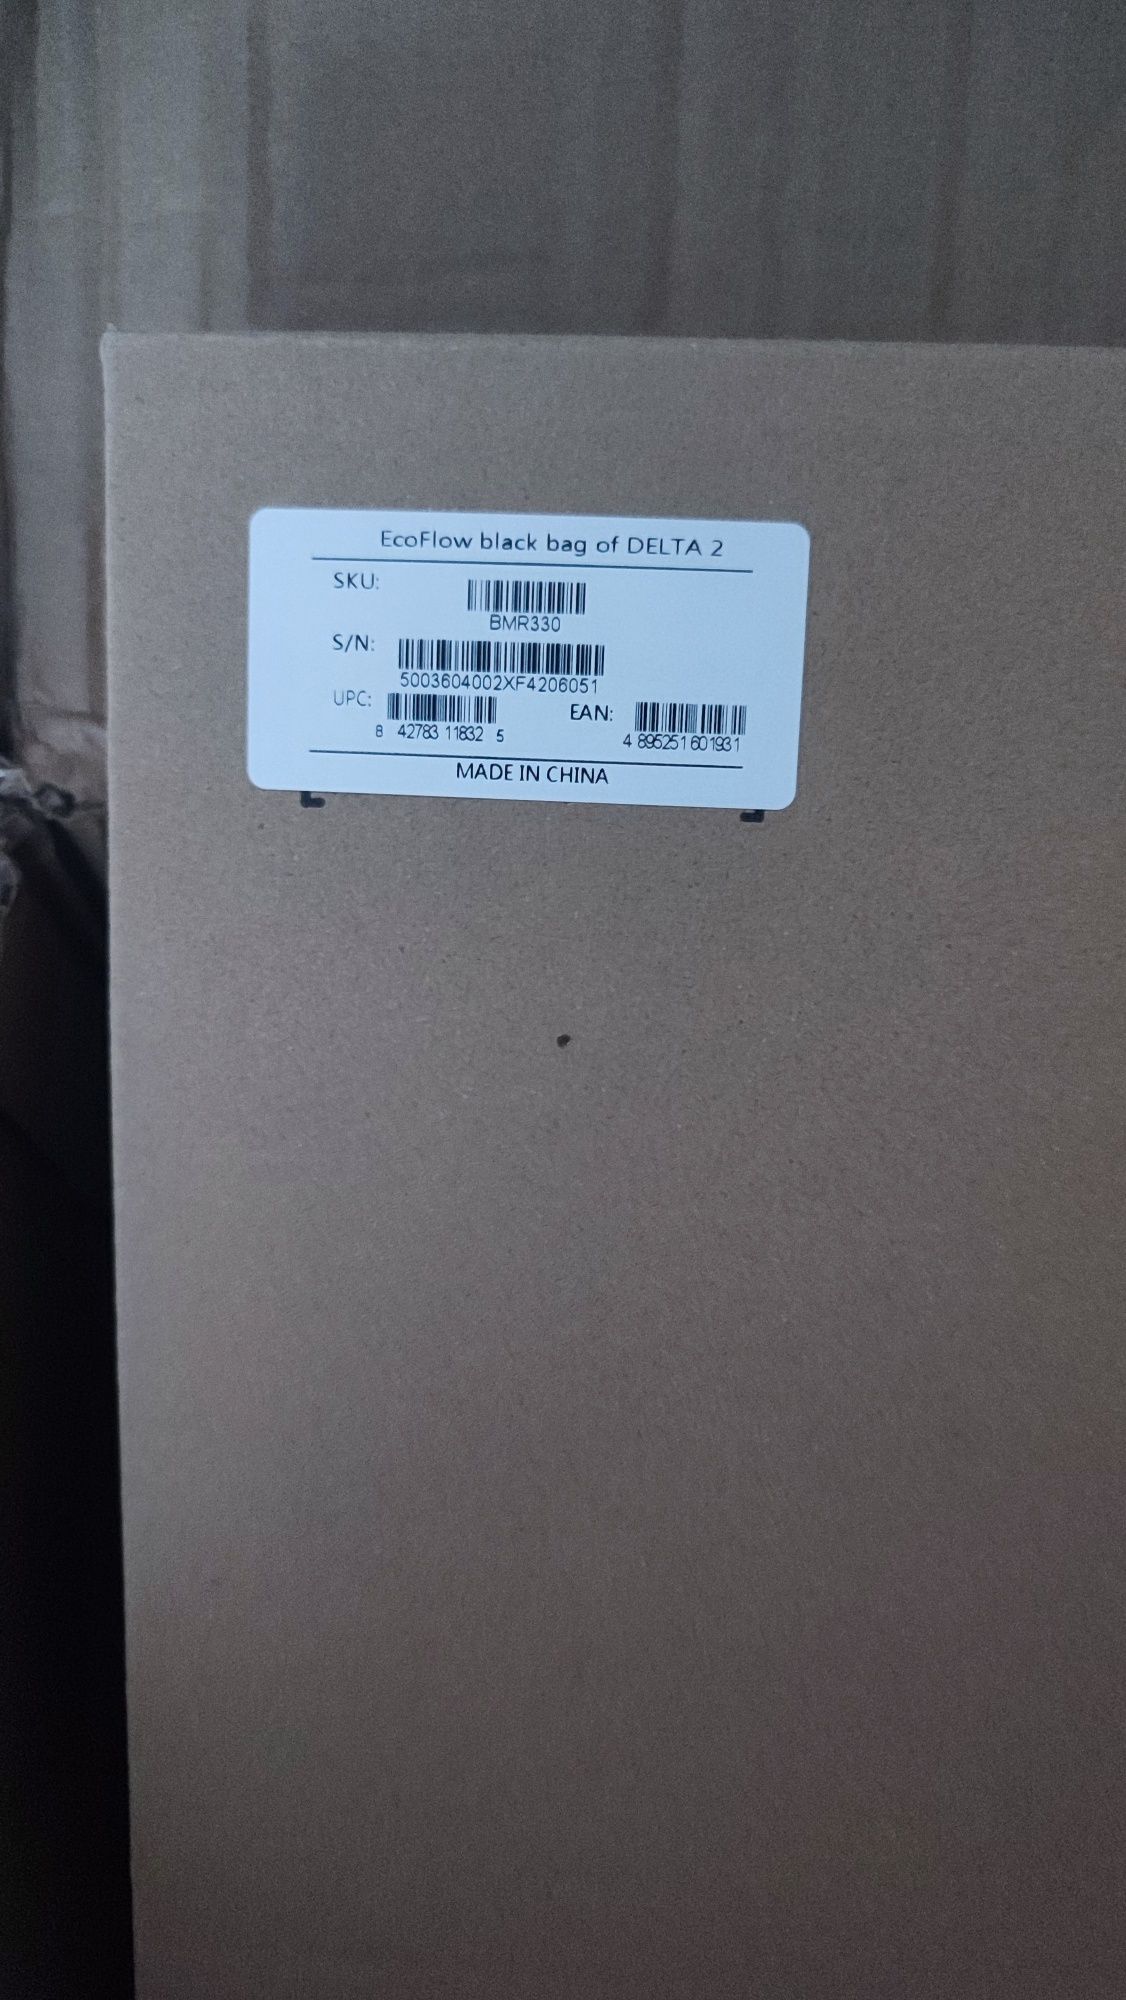 EcoFlow black bag of DELTA 2
SKU:
BMR330
S/N:
5003604002XF4206051
UPC:
8 42783 11832 5
EAN:
4 895251 601931
MADE IN CHINA